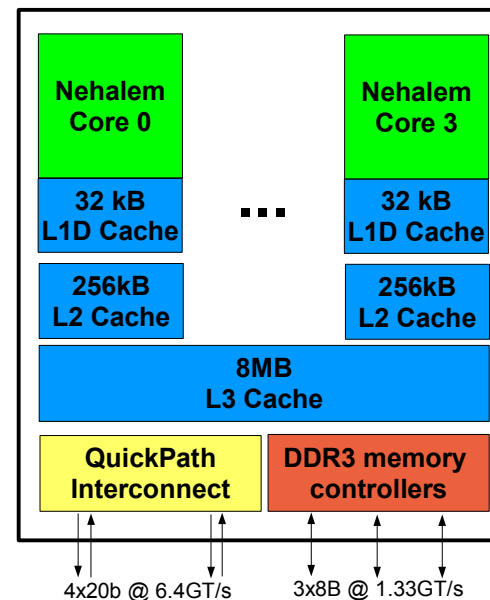 Nehalem
Core 0
Nehalem
Core 3
32 kB
L1D Cache
...
32 kB
L1D Cache
256kB
L2 Cache
256kB
L2 Cache
8MB
L3 Cache
QuickPath
Interconnect
DDR3 memory
controllers
4x20b @ 6.4GT/s
3x8B @ 1.33GT/s